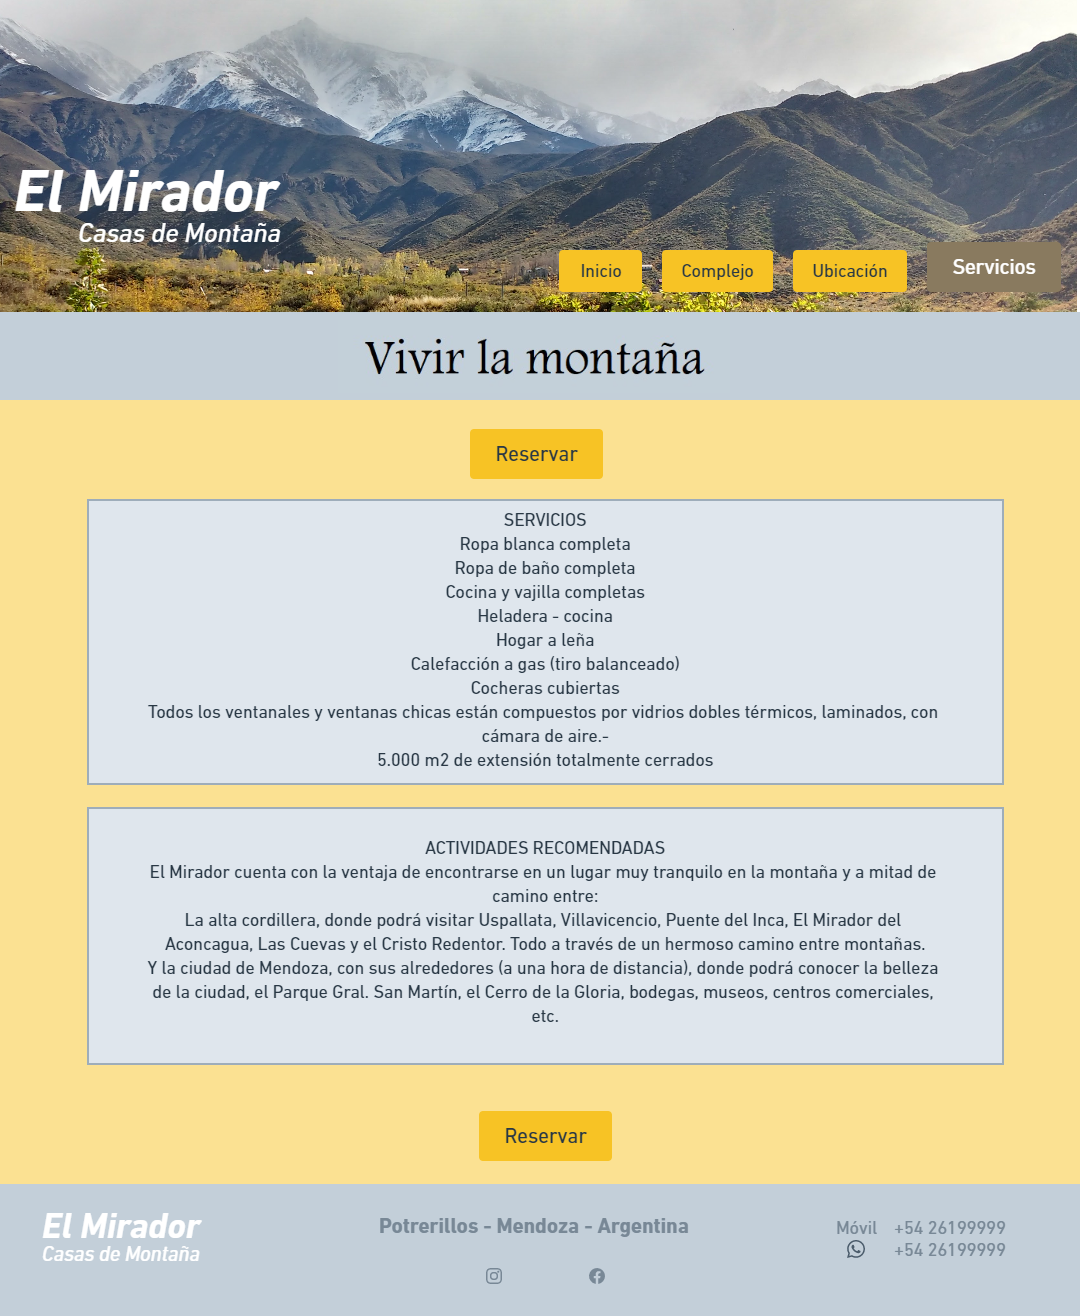 El Mirador
Casas de Montaña
Inicio
Complejo
Ubicación
Servicios
Vivir la montaña
Reservar
SERVICIOS
Ropa blanca completa
Ropa de baño completa
Cocina y vajilla completas
Heladera - cocina
Hogar a leña
Calefacción a gas (tiro balanceado)
Cocheras cubiertas
Todos los ventanales y ventanas chicas están compuestos por vidrios dobles térmicos, laminados, con
cámara de aire.-
5.000 m2 de extensión totalmente cerrados
ACTIVIDADES RECOMENDADAS
El Mirador cuenta con la ventaja de encontrarse en un lugar muy tranquilo en la montaña y a mitad de
camino entre:
La alta cordillera, donde podrá visitar Uspallata, Villavicencio, Puente del Inca, El Mirador del
Aconcagua, Las Cuevas y el Cristo Redentor. Todo a través de un hermoso camino entre montañas.
Y la ciudad de Mendoza, con sus alrededores (a una hora de distancia), donde podrá conocer la belleza
de la ciudad, el Parque Gral. San Martín, el Cerro de la Gloria, bodegas, museos, centros comerciales,
etc.
Reservar
El Mirador
Casas de Montaña
Potrerillos - Mendoza - Argentina
Móvil +54 26199999
+54 26199999